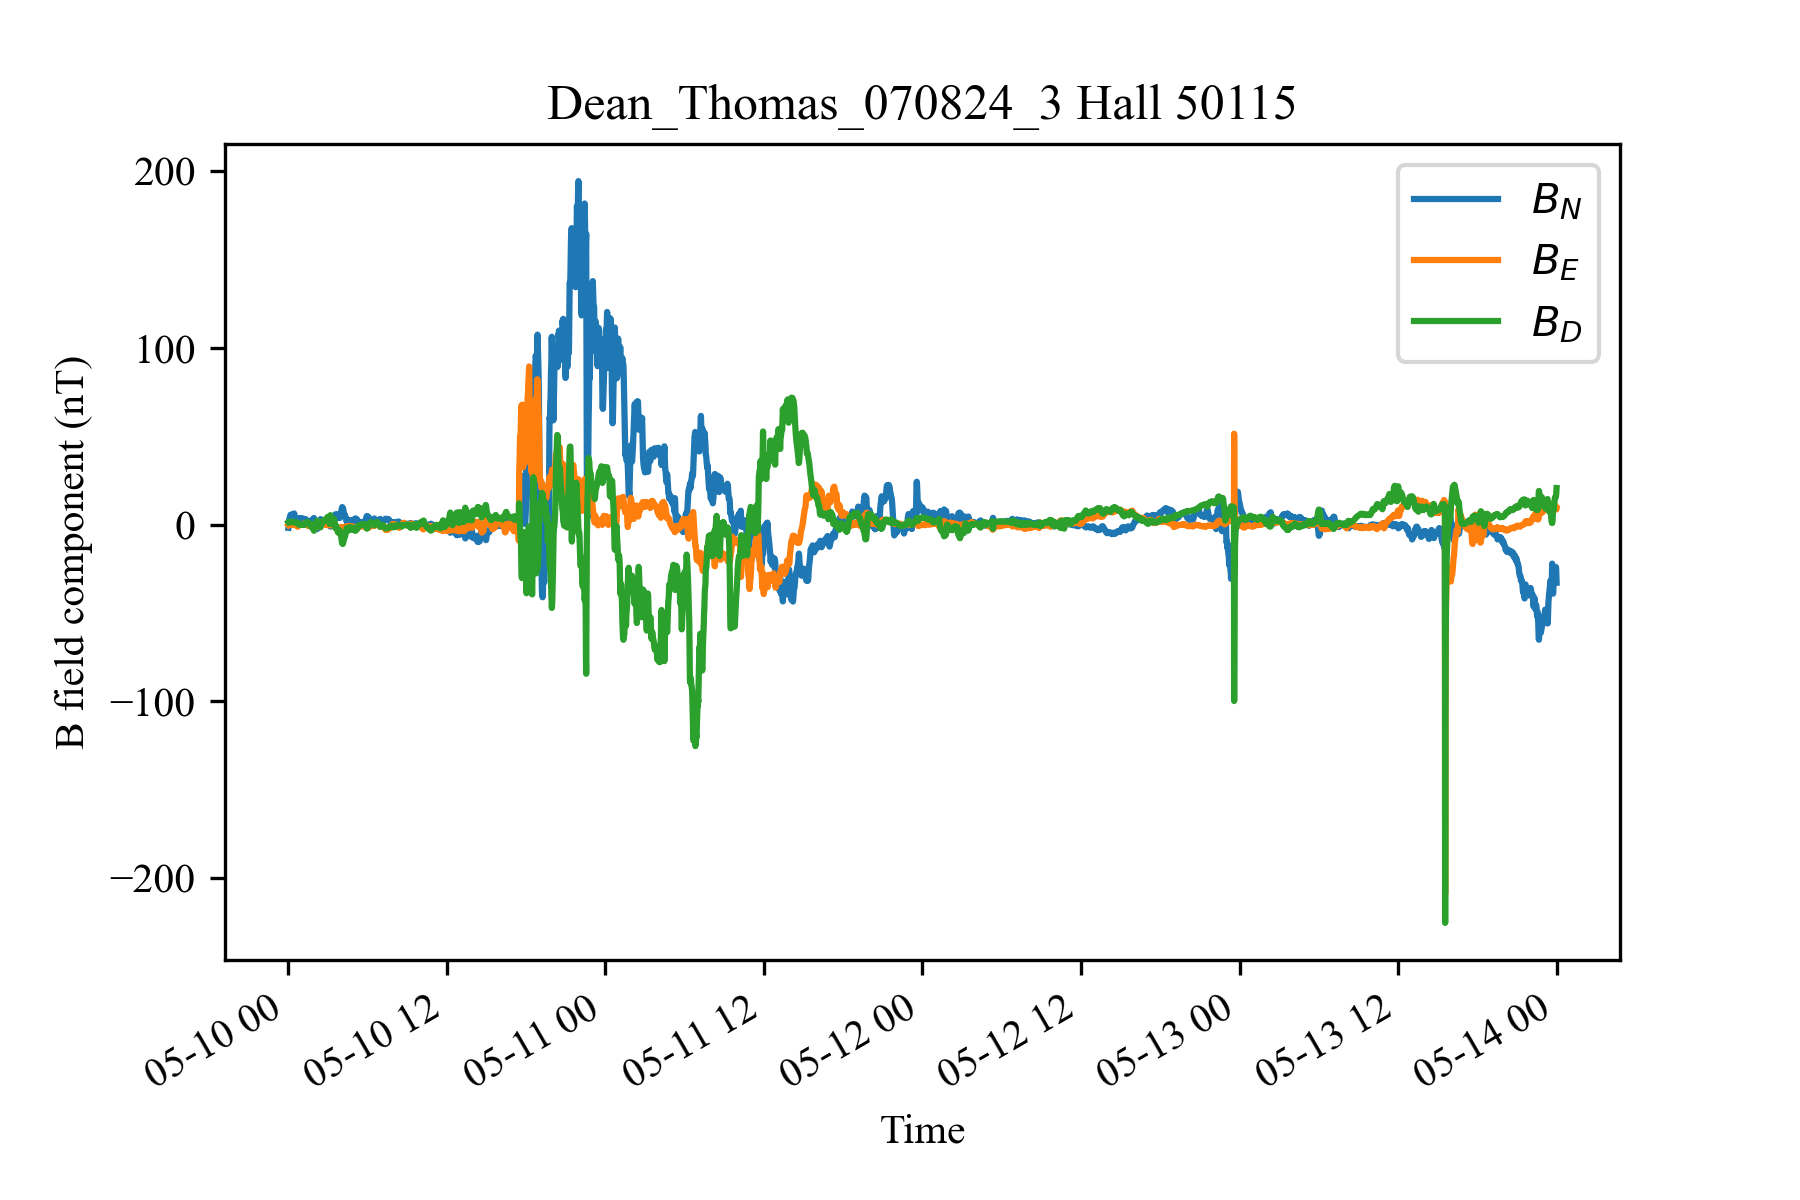 Dean_Thomas_070824_3 Hall 50115
200
100
0
−100
−200
B field component (nT)
B_N
B_E
B_D
05-10 00
05-10 12
05-11 00
05-11 12
05-12 00
05-12 12
05-13 00
05-13 12
05-14 00
Time